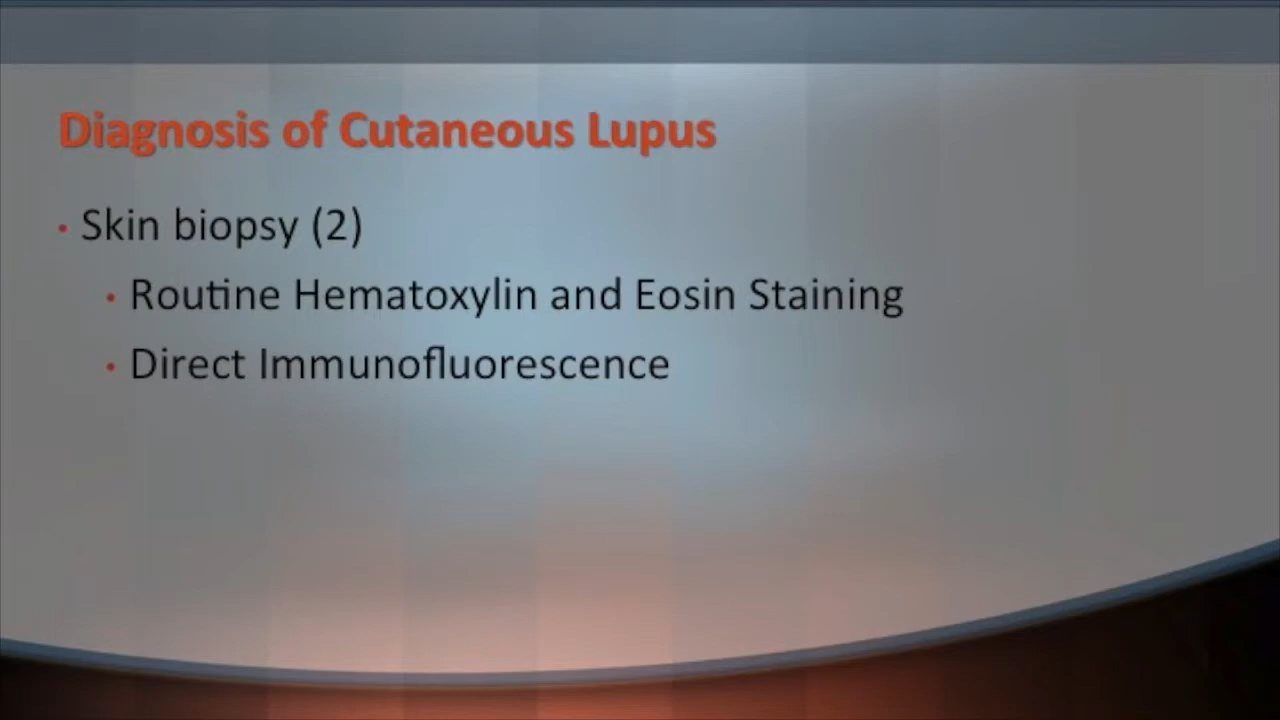 Diagnosis of Cutaneous Lupus
• Skin biopsy (2)
• Routine Hematoxylin and Eosin Staining
• Direct Immunofluorescence